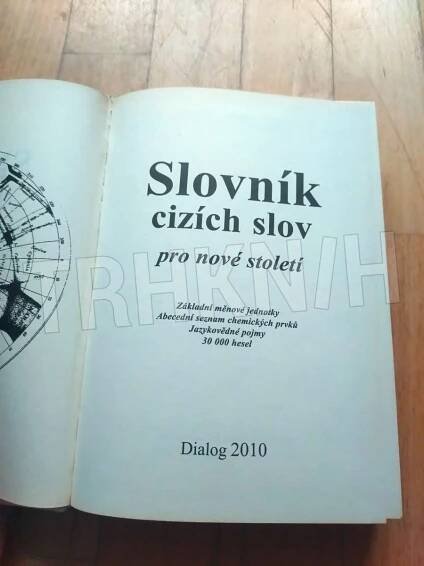 Slovník
cizích slov
pro nové století
Základní měnové jednotky
Abecední seznam chemických prvků
Jazykovědné pojmy
30 000 hesel
Dialog 2010
TRHKNIH